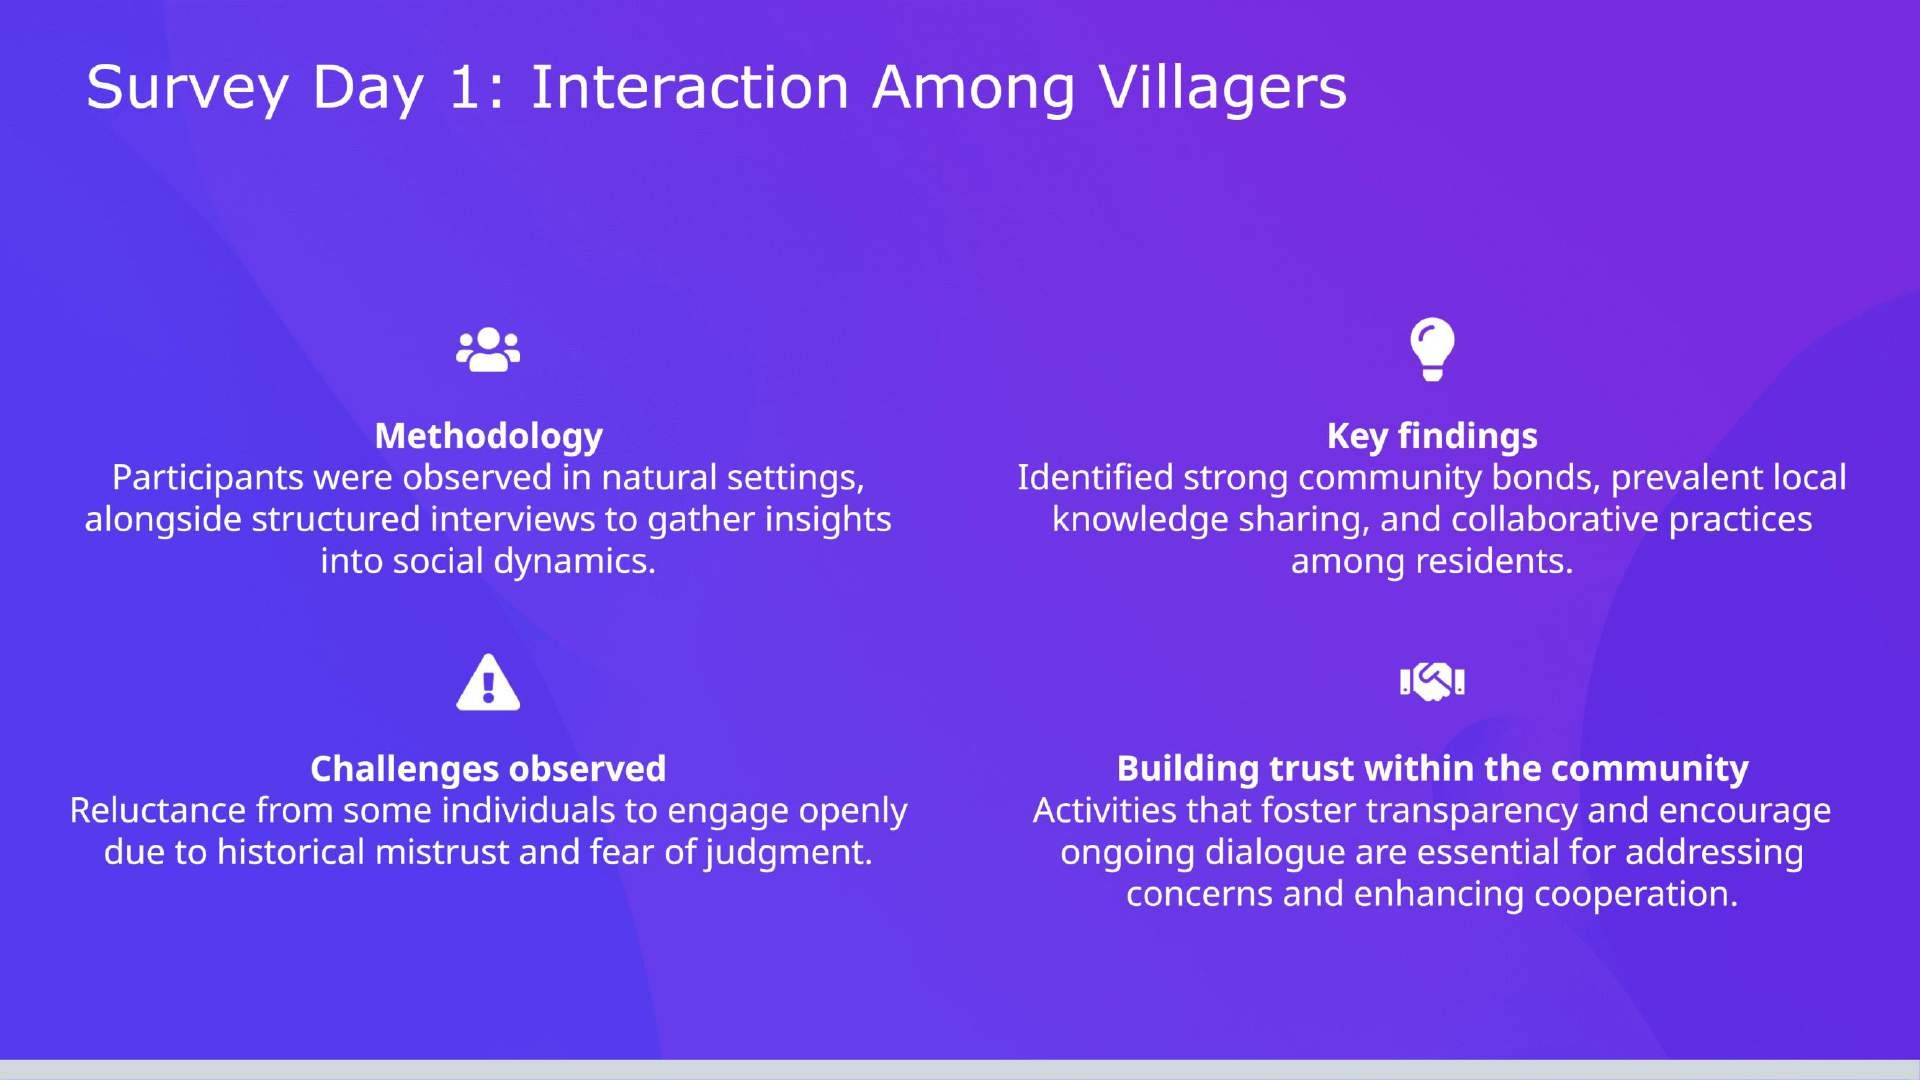 Survey Day 1: Interaction Among Villagers
Methodology
Participants were observed in natural settings,
alongside structured interviews to gather insights
into social dynamics.
Key findings
Identified strong community bonds, prevalent local
knowledge sharing, and collaborative practices
among residents.
Challenges observed
Reluctance from some individuals to engage openly
due to historical mistrust and fear of judgment.
Building trust within the community
Activities that foster transparency and encourage
ongoing dialogue are essential for addressing
concerns and enhancing cooperation.